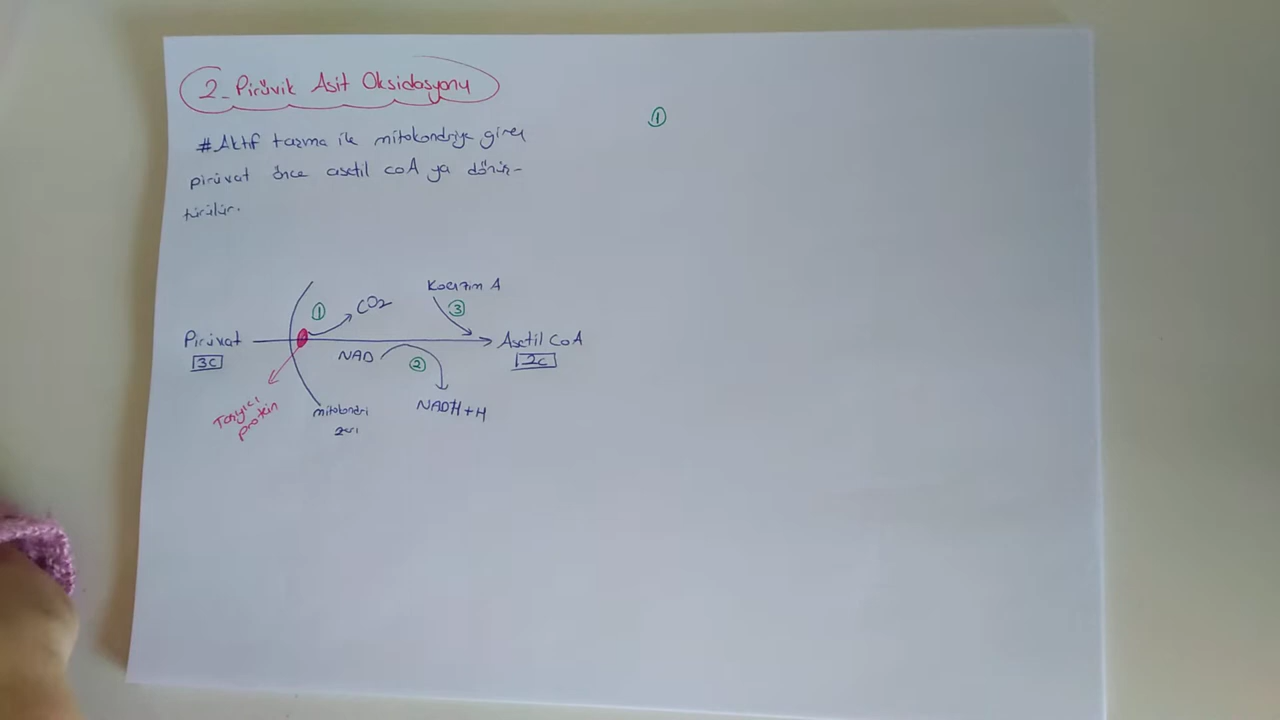 2- Pirüvik Asit Oksidasyonu
# Aktif taşıma ile mitokondriye giren
pirüvat önce asetil coA ya dönüş-
türülür.
①
Koenzim A
① CO2
③
Pirüvat
Asetil CoA
3C
NAD
②
2C
Taşıyıcı
protein
mitokondri
zarı
NADH+H